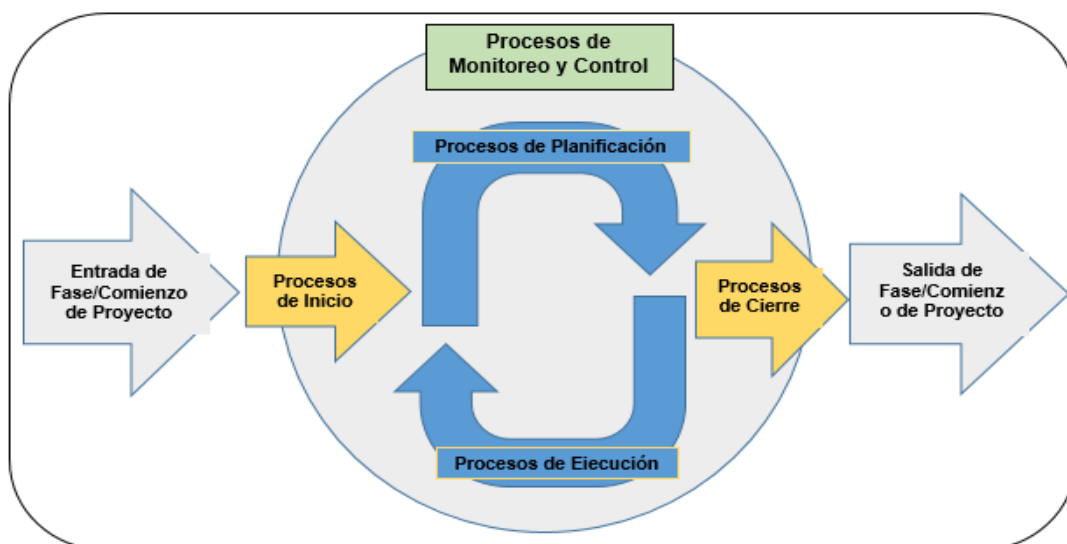 Procesos de
Monitoreo y Control
Procesos de Planificación
Entrada de
Fase/Comienzo
de Proyecto
Procesos
de Inicio
Procesos
de Cierre
Salida de
Fase/Comienz
o de Proyecto
Procesos de Ejecución